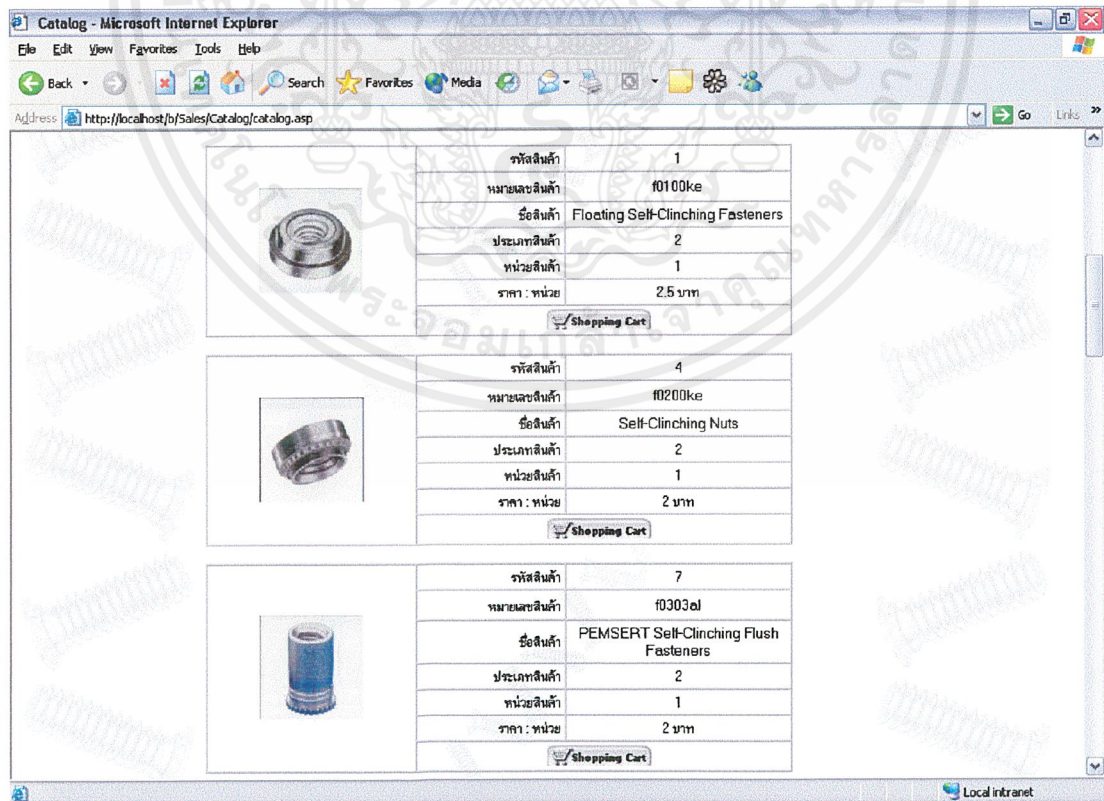 Catalog - Microsoft Internet Explorer
File Edit View Favorites Tools Help
Back Search Favorites Media
Address http://localhost/b/Sales/Catalog/catalog.asp Go Links »
รหัสสินค้า 1
หมายเลขสินค้า f0100ke
ชื่อสินค้า Floating Self-Clinching Fasteners
ประเภทสินค้า 2
หน่วยสินค้า 1
ราคา : หน่วย 2.5 บาท
Shopping Cart
รหัสสินค้า 4
หมายเลขสินค้า f0200ke
ชื่อสินค้า Self-Clinching Nuts
ประเภทสินค้า 2
หน่วยสินค้า 1
ราคา : หน่วย 2 บาท
Shopping Cart
รหัสสินค้า 7
หมายเลขสินค้า f0303al
ชื่อสินค้า PEMSERT Self-Clinching Flush
Fasteners
ประเภทสินค้า 2
หน่วยสินค้า 1
ราคา : หน่วย 2 บาท
Shopping Cart
Local intranet